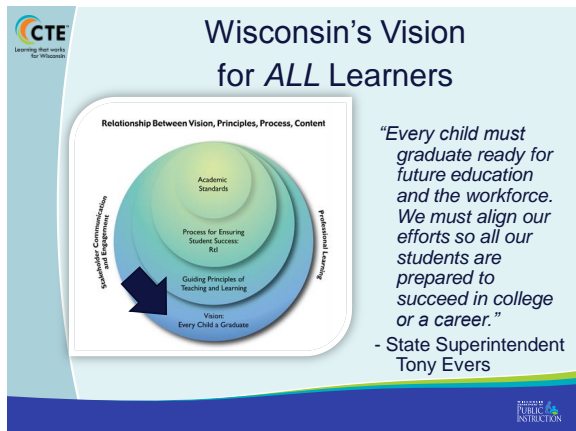 CTE
Learning that works
for Wisconsin
Wisconsin's Vision
for ALL Learners
Relationship Between Vision, Principles, Process, Content
Stakeholder Communication
and Engagement
Academic
Standards
Process for Ensuring
Student Success:
RtI
Guiding Principles of
Teaching and Learning
Vision:
Every Child a Graduate
Professional Learning
“Every child must
graduate ready for
future education
and the workforce.
We must align our
efforts so all our
students are
prepared to
succeed in college
or a career.”
- State Superintendent
Tony Evers
WISCONSIN
DEPARTMENT OF
PUBLIC
INSTRUCTION